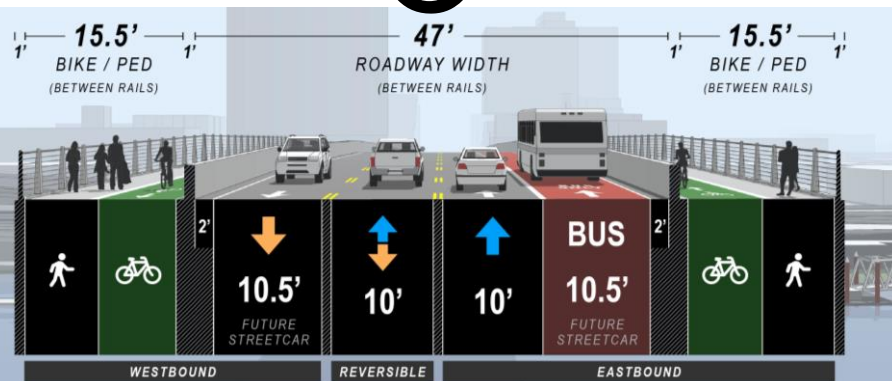 15.5’ 47’ 15.5’
1’ BIKE / PED 1’ ROADWAY WIDTH 1’ BIKE / PED 1’
(BETWEEN RAILS) (BETWEEN RAILS) (BETWEEN RAILS)
2’ BUS 2’
10.5’ 10’ 10’ 10.5’
FUTURE FUTURE
STREETCAR STREETCAR
WESTBOUND REVERSIBLE EASTBOUND